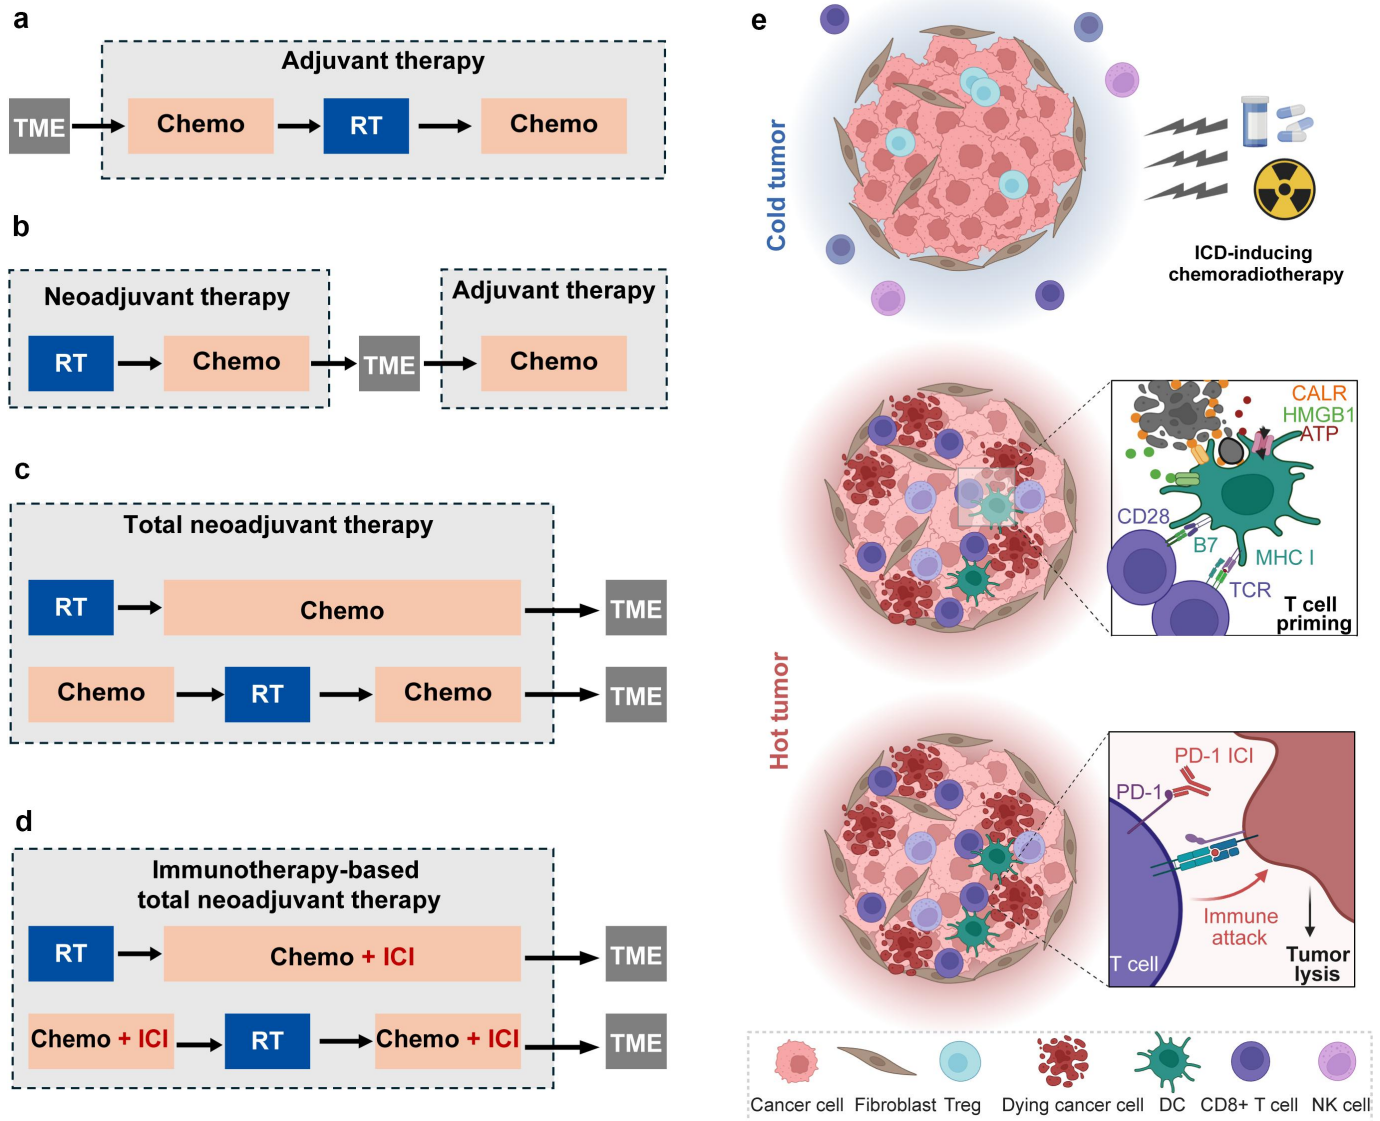 a
Adjuvant therapy
TME
Chemo
RT
Chemo
b
Neoadjuvant therapy
Adjuvant therapy
RT
Chemo
TME
Chemo
c
Total neoadjuvant therapy
RT
Chemo
TME
Chemo
RT
Chemo
TME
d
Immunotherapy-based
total neoadjuvant therapy
RT
Chemo + ICI
TME
Chemo + ICI
RT
Chemo + ICI
TME
e
Cold tumor
ICD-inducing
chemoradiotherapy
Hot tumor
CALR
HMGB1
ATP
CD28
B7
MHC I
TCR
T cell
priming
PD-1 ICI
PD-1
Immune
attack
T cell
Tumor
lysis
Cancer cell
Fibroblast
Treg
Dying cancer cell
DC
CD8+ T cell
NK cell